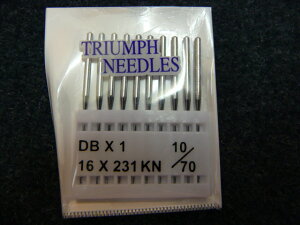 TRIUMPH
NEEDLES
DB X 1 10/70
16 X 231 KN